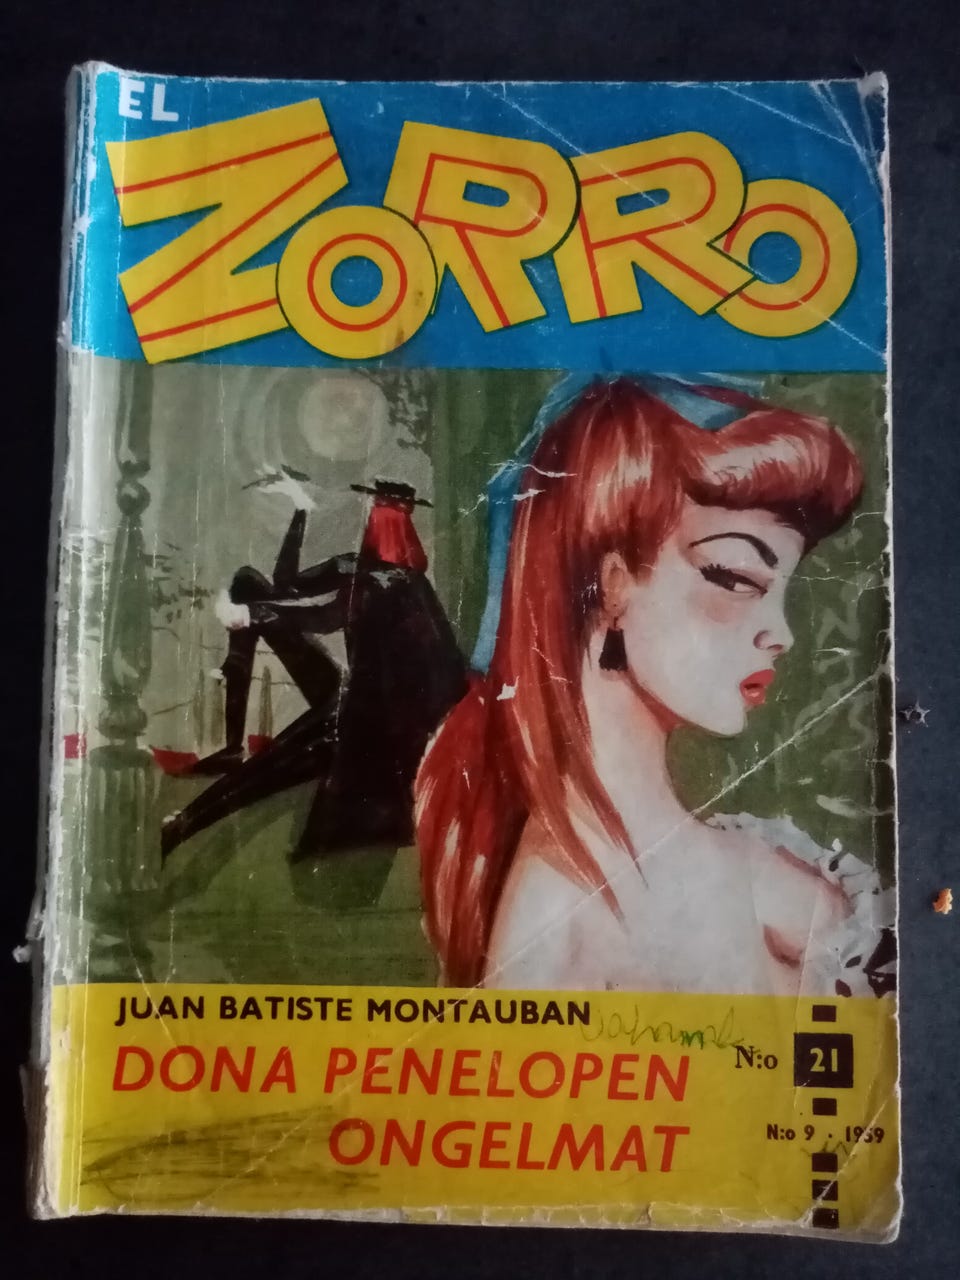 EL
ZORRO
JUAN BATISTE MONTAUBAN
DONA PENELOPEN
ONGELMAT
N:o 21
N:o 9 · 1959